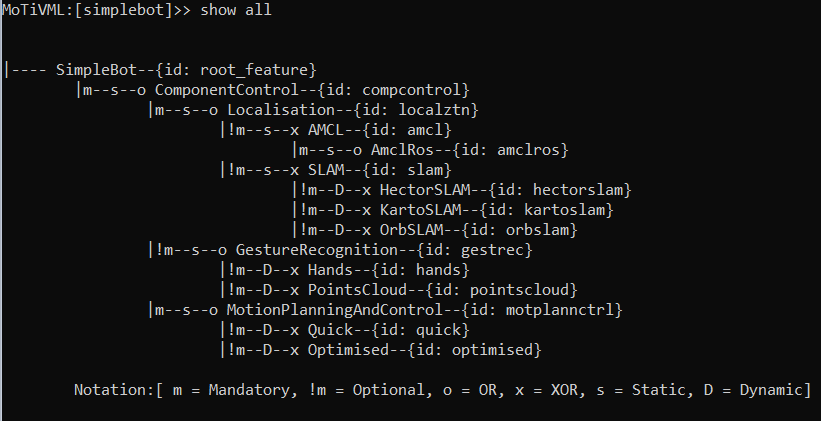 MoTiVML:[simplebot]>> show all
|---- SimpleBot--{id: root_feature}
|m--s--o ComponentControl--{id: compcontrol}
|m--s--o Localisation--{id: localztn}
|!m--s--x AMCL--{id: amcl}
|m--s--o AmclRos--{id: amclros}
|!m--s--x SLAM--{id: slam}
|!m--D--x HectorSLAM--{id: hectorslam}
|!m--D--x KartoSLAM--{id: kartoslam}
|!m--D--x OrbSLAM--{id: orbslam}
|!m--s--o GestureRecognition--{id: gestrec}
|!m--D--x Hands--{id: hands}
|!m--D--x PointsCloud--{id: pointscloud}
|m--s--o MotionPlanningAndControl--{id: motplannctrl}
|!m--D--x Quick--{id: quick}
|!m--D--x Optimised--{id: optimised}
Notation:[ m = Mandatory, !m = Optional, o = OR, x = XOR, s = Static, D = Dynamic]